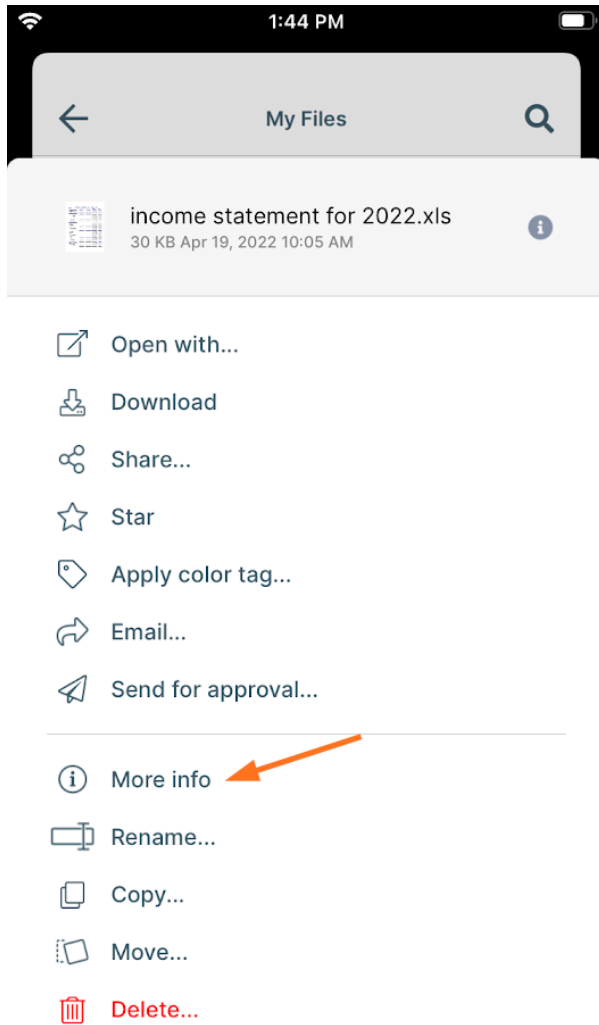 1:44 PM
My Files
income statement for 2022.xls
30 KB Apr 19, 2022 10:05 AM
Open with...
Download
Share...
Star
Apply color tag...
Email...
Send for approval...
More info
Rename...
Copy...
Move...
Delete...